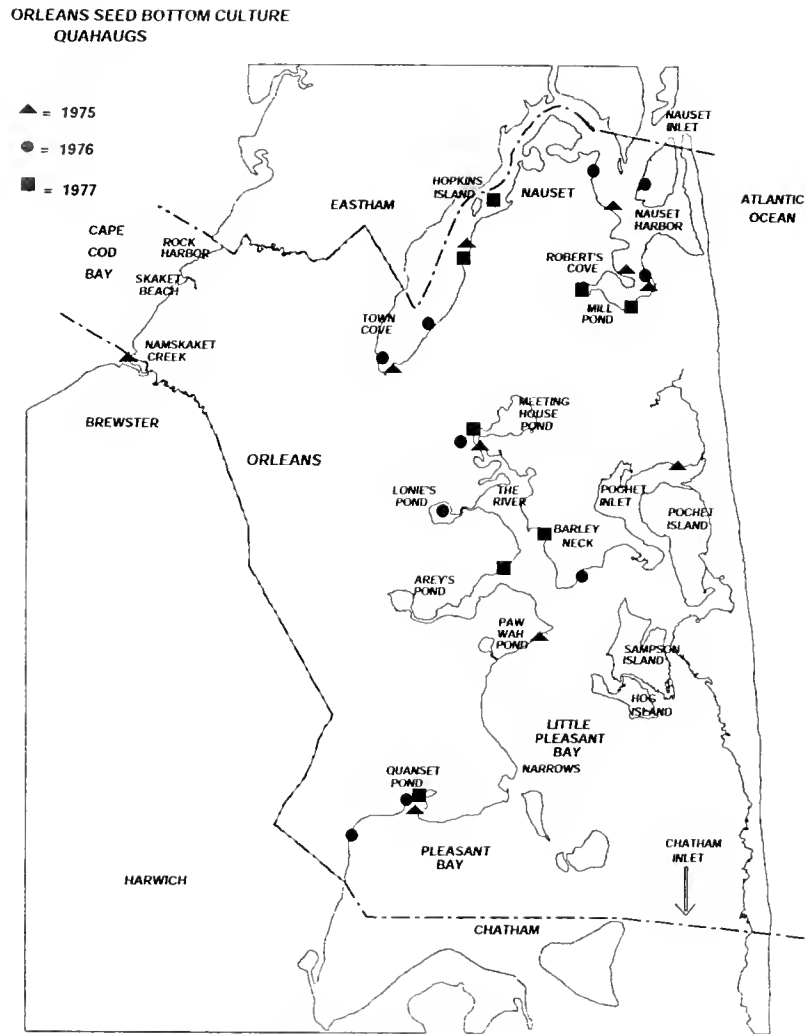 ORLEANS SEED BOTTOM CULTURE
QUAHAUGS
▲ = 1975
● = 1976
■ = 1977
NAUSET
INLET
HOPKINS
ISLAND
NAUSET
EASTHAM
ATLANTIC
OCEAN
NAUSET
HARBOR
CAPE
COD
BAY
ROCK
HARBOR
SKAKET
BEACH
ROBERT'S
COVE
MILL
POND
TOWN
COVE
NAMSKAKET
CREEK
BREWSTER
MEETING
HOUSE
POND
ORLEANS
LONIE'S
POND
THE
RIVER
POCHET
INLET
POCHET
ISLAND
BARLEY
NECK
AREY'S
POND
PAW
WAH
POND
SAMPSON
ISLAND
HOG
ISLAND
LITTLE
PLEASANT
BAY
NARROWS
QUANSET
POND
PLEASANT
BAY
CHATHAM
INLET
HARWICH
CHATHAM